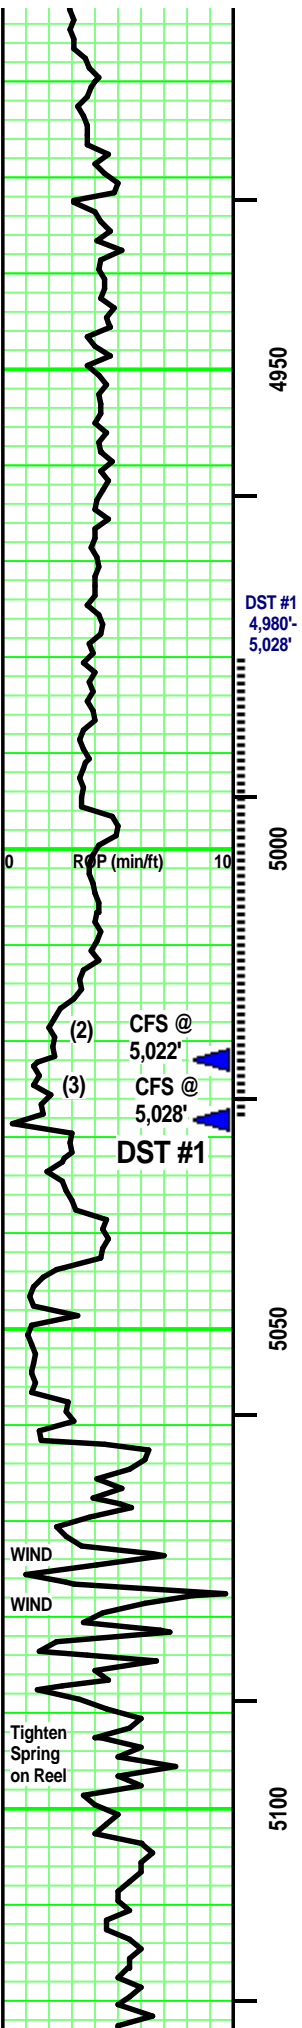 4950
DST #1
4,980'-
5,028'
5000
0 ROP (min/ft) 10
(2)
CFS @
5,022'
(3)
CFS @
5,028'
DST #1
5050
WIND
WIND
Tighten
Spring
on Reel
5100